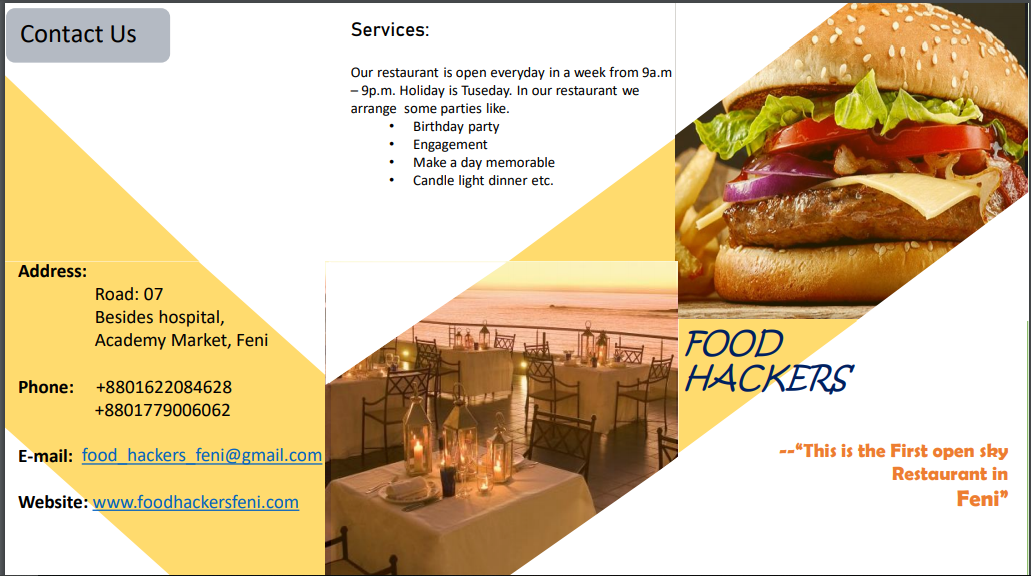 Contact Us
Address:
Road: 07
Besides hospital,
Academy Market, Feni
Phone: +8801622084628
+8801779006062
E-mail: food_hackers_feni@gmail.com
Website: www.foodhackersfeni.com
Services:
Our restaurant is open everyday in a week from 9a.m
– 9p.m. Holiday is Tuseday. In our restaurant we
arrange some parties like.
• Birthday party
• Engagement
• Make a day memorable
• Candle light dinner etc.
FOOD
HACKERS
--“This is the First open sky
Restaurant in
Feni”